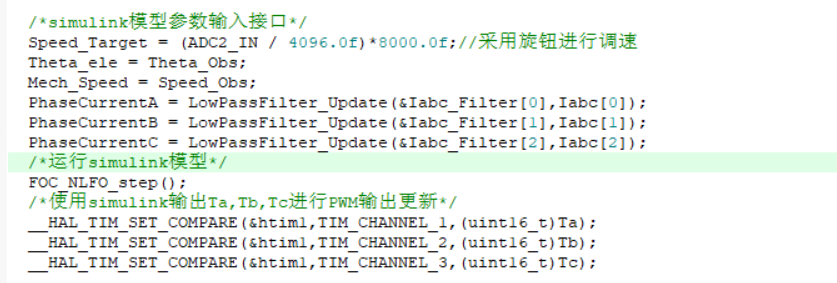 /*simulink模型参数输入接口*/
Speed_Target = (ADC2_IN / 4096.0f)*8000.0f;//采用旋钮进行调速
Theta_ele = Theta_Obs;
Mech_Speed = Speed_Obs;
PhaseCurrentA = LowPassFilter_Update(&Iabc_Filter[0],Iabc[0]);
PhaseCurrentB = LowPassFilter_Update(&Iabc_Filter[1],Iabc[1]);
PhaseCurrentC = LowPassFilter_Update(&Iabc_Filter[2],Iabc[2]);
/*运行simulink模型*/
FOC_NLFO_step();
/*使用simulink输出Ta,Tb,Tc进行PWM输出更新*/
__HAL_TIM_SET_COMPARE(&htim1,TIM_CHANNEL_1,(uint16_t)Ta);
__HAL_TIM_SET_COMPARE(&htim1,TIM_CHANNEL_2,(uint16_t)Tb);
__HAL_TIM_SET_COMPARE(&htim1,TIM_CHANNEL_3,(uint16_t)Tc);